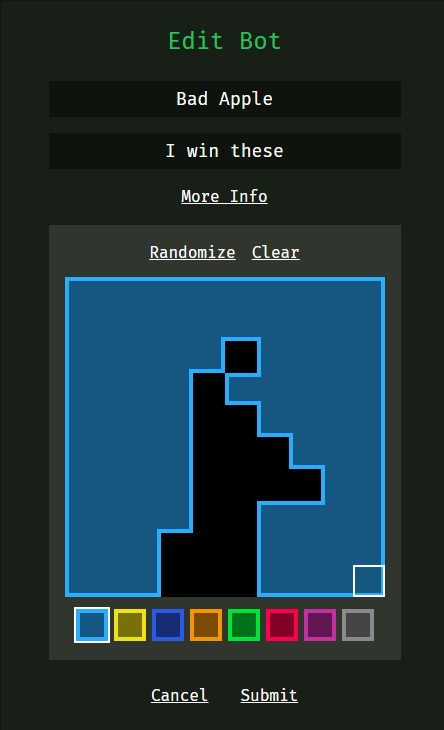 Edit Bot
Bad Apple
I win these
More Info
Randomize Clear
Cancel Submit